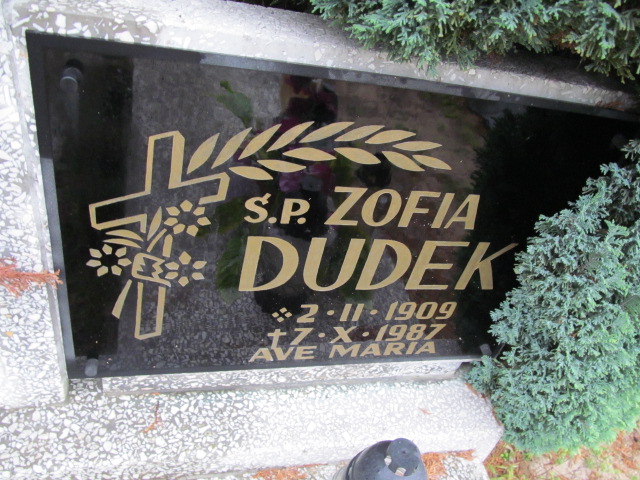 Ś.P. ZOFIA
DUDEK
2·II·1909
✝7·X·1987
AVE MARIA